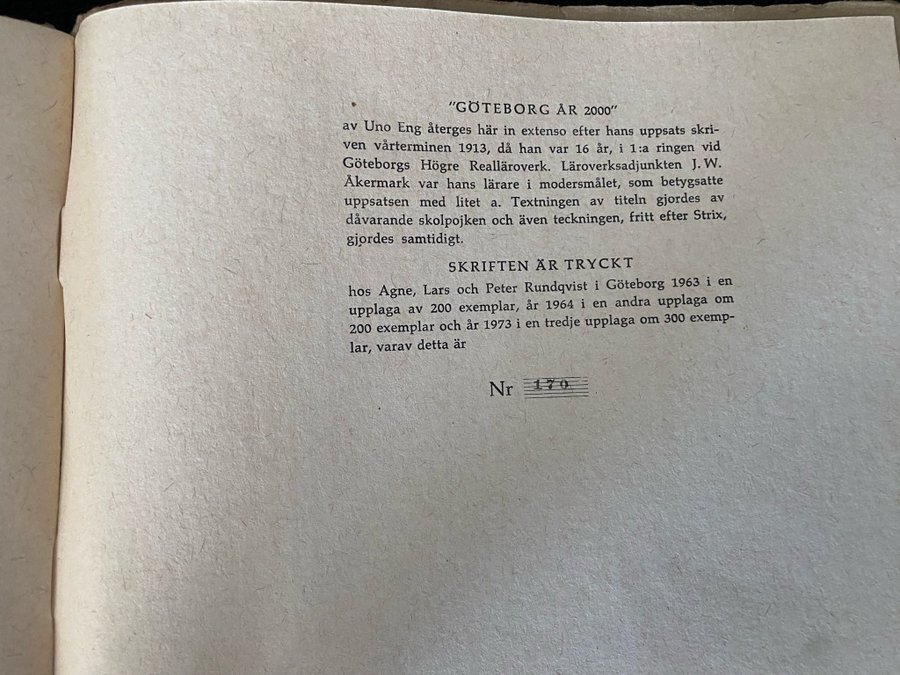 "GÖTEBORG ÅR 2000"
av Uno Eng återges här in extenso efter hans uppsats skri-
ven vårterminen 1913, då han var 16 år, i 1:a ringen vid
Göteborgs Högre Realläroverk. Läroverksadjunkten J. W.
Åkermark var hans lärare i modersmålet, som betygsatte
uppsatsen med litet a. Textningen av titeln gjordes av
dåvarande skolpojken och även teckningen, fritt efter Strix,
gjordes samtidigt.
SKRIFTEN ÄR TRYCKT
hos Agne, Lars och Peter Rundqvist i Göteborg 1963 i en
upplaga av 200 exemplar, år 1964 i en andra upplaga om
200 exemplar och år 1973 i en tredje upplaga om 300 exemp-
lar, varav detta är
Nr 170